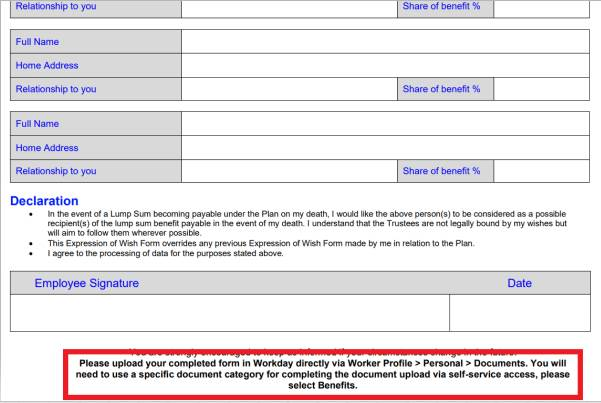 Relationship to you Share of benefit %
Full Name
Home Address
Relationship to you Share of benefit %
Full Name
Home Address
Relationship to you Share of benefit %
Declaration
• In the event of a Lump Sum becoming payable under the Plan on my death, I would like the above person(s) to be considered as a possible
recipient(s) of the lump sum benefit payable in the event of my death. I understand that the Trustees are not legally bound by my wishes but
will aim to follow them wherever possible.
• This Expression of Wish Form overrides any previous Expression of Wish Form made by me in relation to the Plan.
• I agree to the processing of data for the purposes stated above.
Employee Signature Date
You are strongly encouraged to keep us informed if your circumstances change in the future.
Please upload your completed form in Workday directly via Worker Profile > Personal > Documents. You will
need to use a specific document category for completing the document upload via self-service access, please
select Benefits.